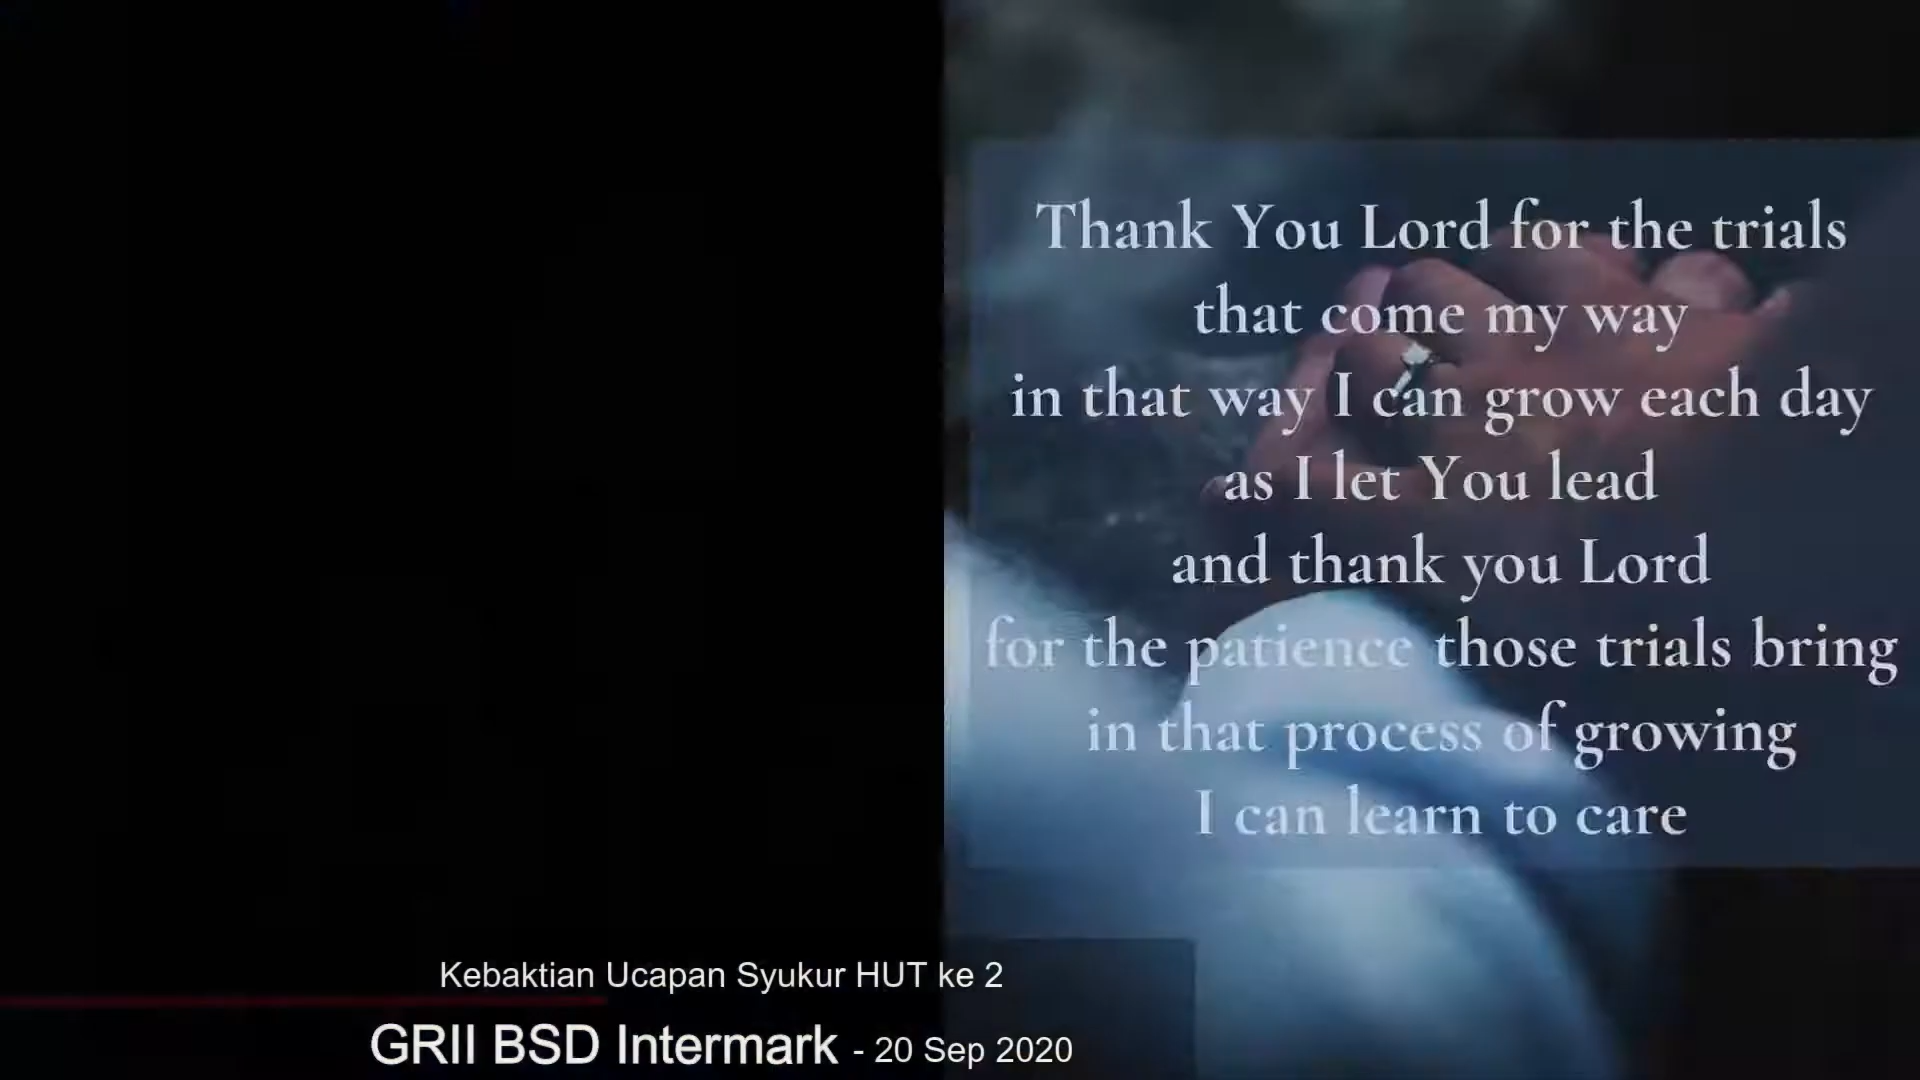 Thank You Lord for the trials
that come my way
in that way I can grow each day
as I let You lead
and thank you Lord
for the patience those trials bring
in that process of growing
I can learn to care
Kebaktian Ucapan Syukur HUT ke 2
GRII BSD Intermark - 20 Sep 2020